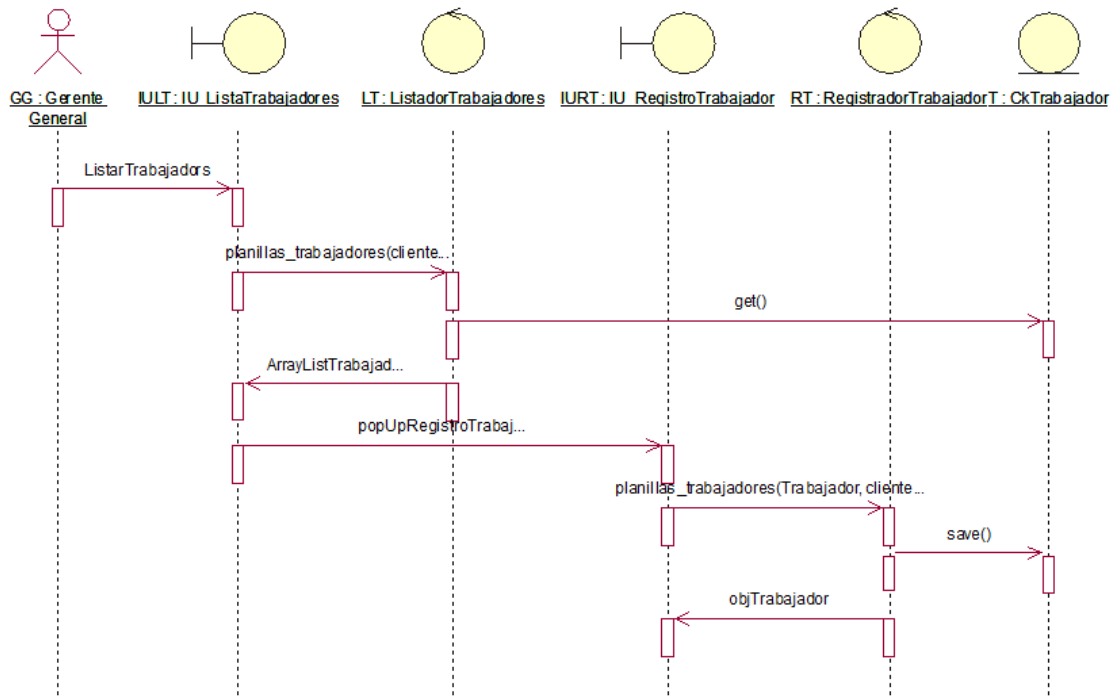 GG : Gerente General
IULT : IU_ListaTrabajadores
LT : ListadorTrabajadores
IURT : IU_RegistroTrabajador
RT : RegistradorTrabajador
T : CkTrabajador
ListarTrabajadors
planillas_trabajadores(cliente...
get()
ArrayListTrabajad...
popUpRegistroTrabaj...
planillas_trabajadores(Trabajador, cliente...
save()
objTrabajador